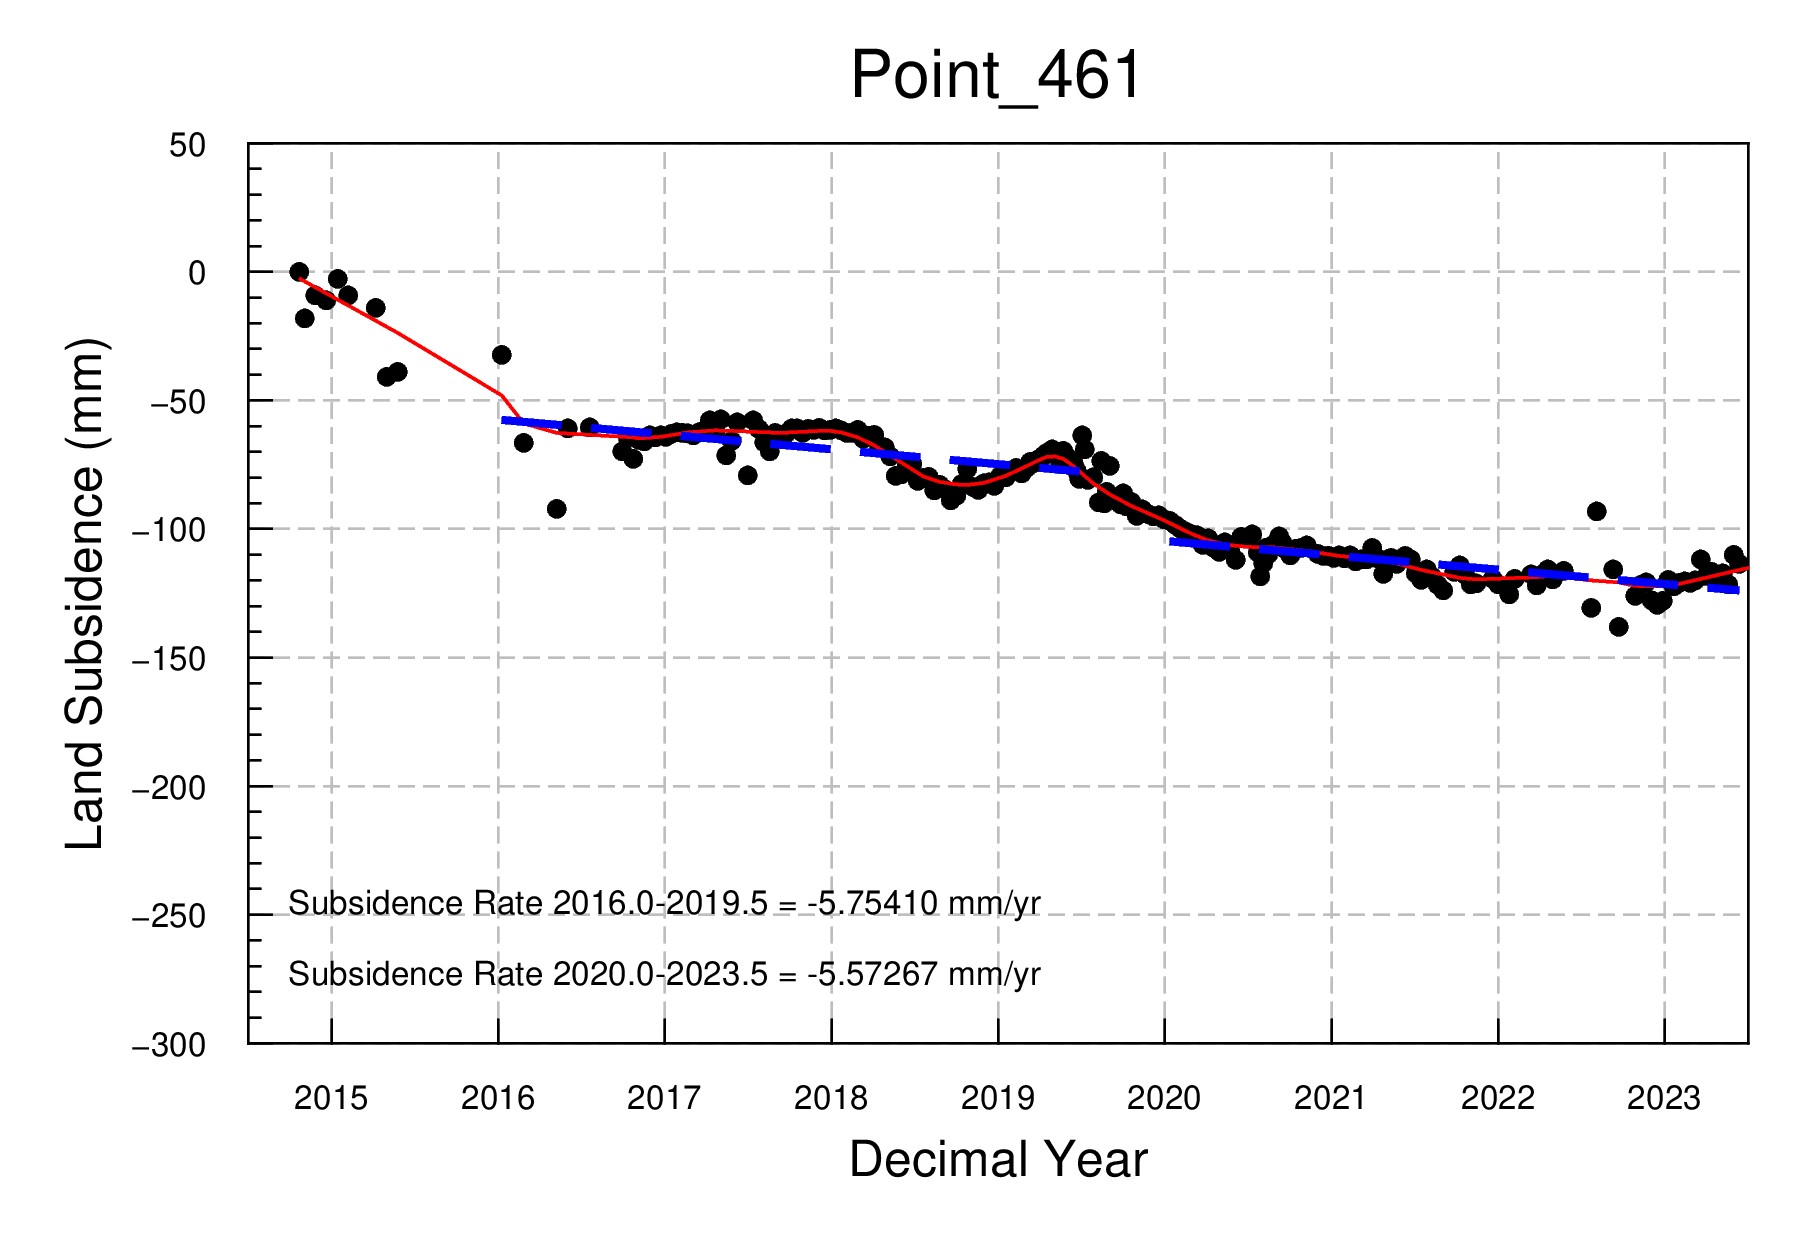 Point_461
50
0
−50
−100
−150
−200
−250
−300
Land Subsidence (mm)
Subsidence Rate 2016.0-2019.5 = -5.75410 mm/yr
Subsidence Rate 2020.0-2023.5 = -5.57267 mm/yr
2015 2016 2017 2018 2019 2020 2021 2022 2023
Decimal Year